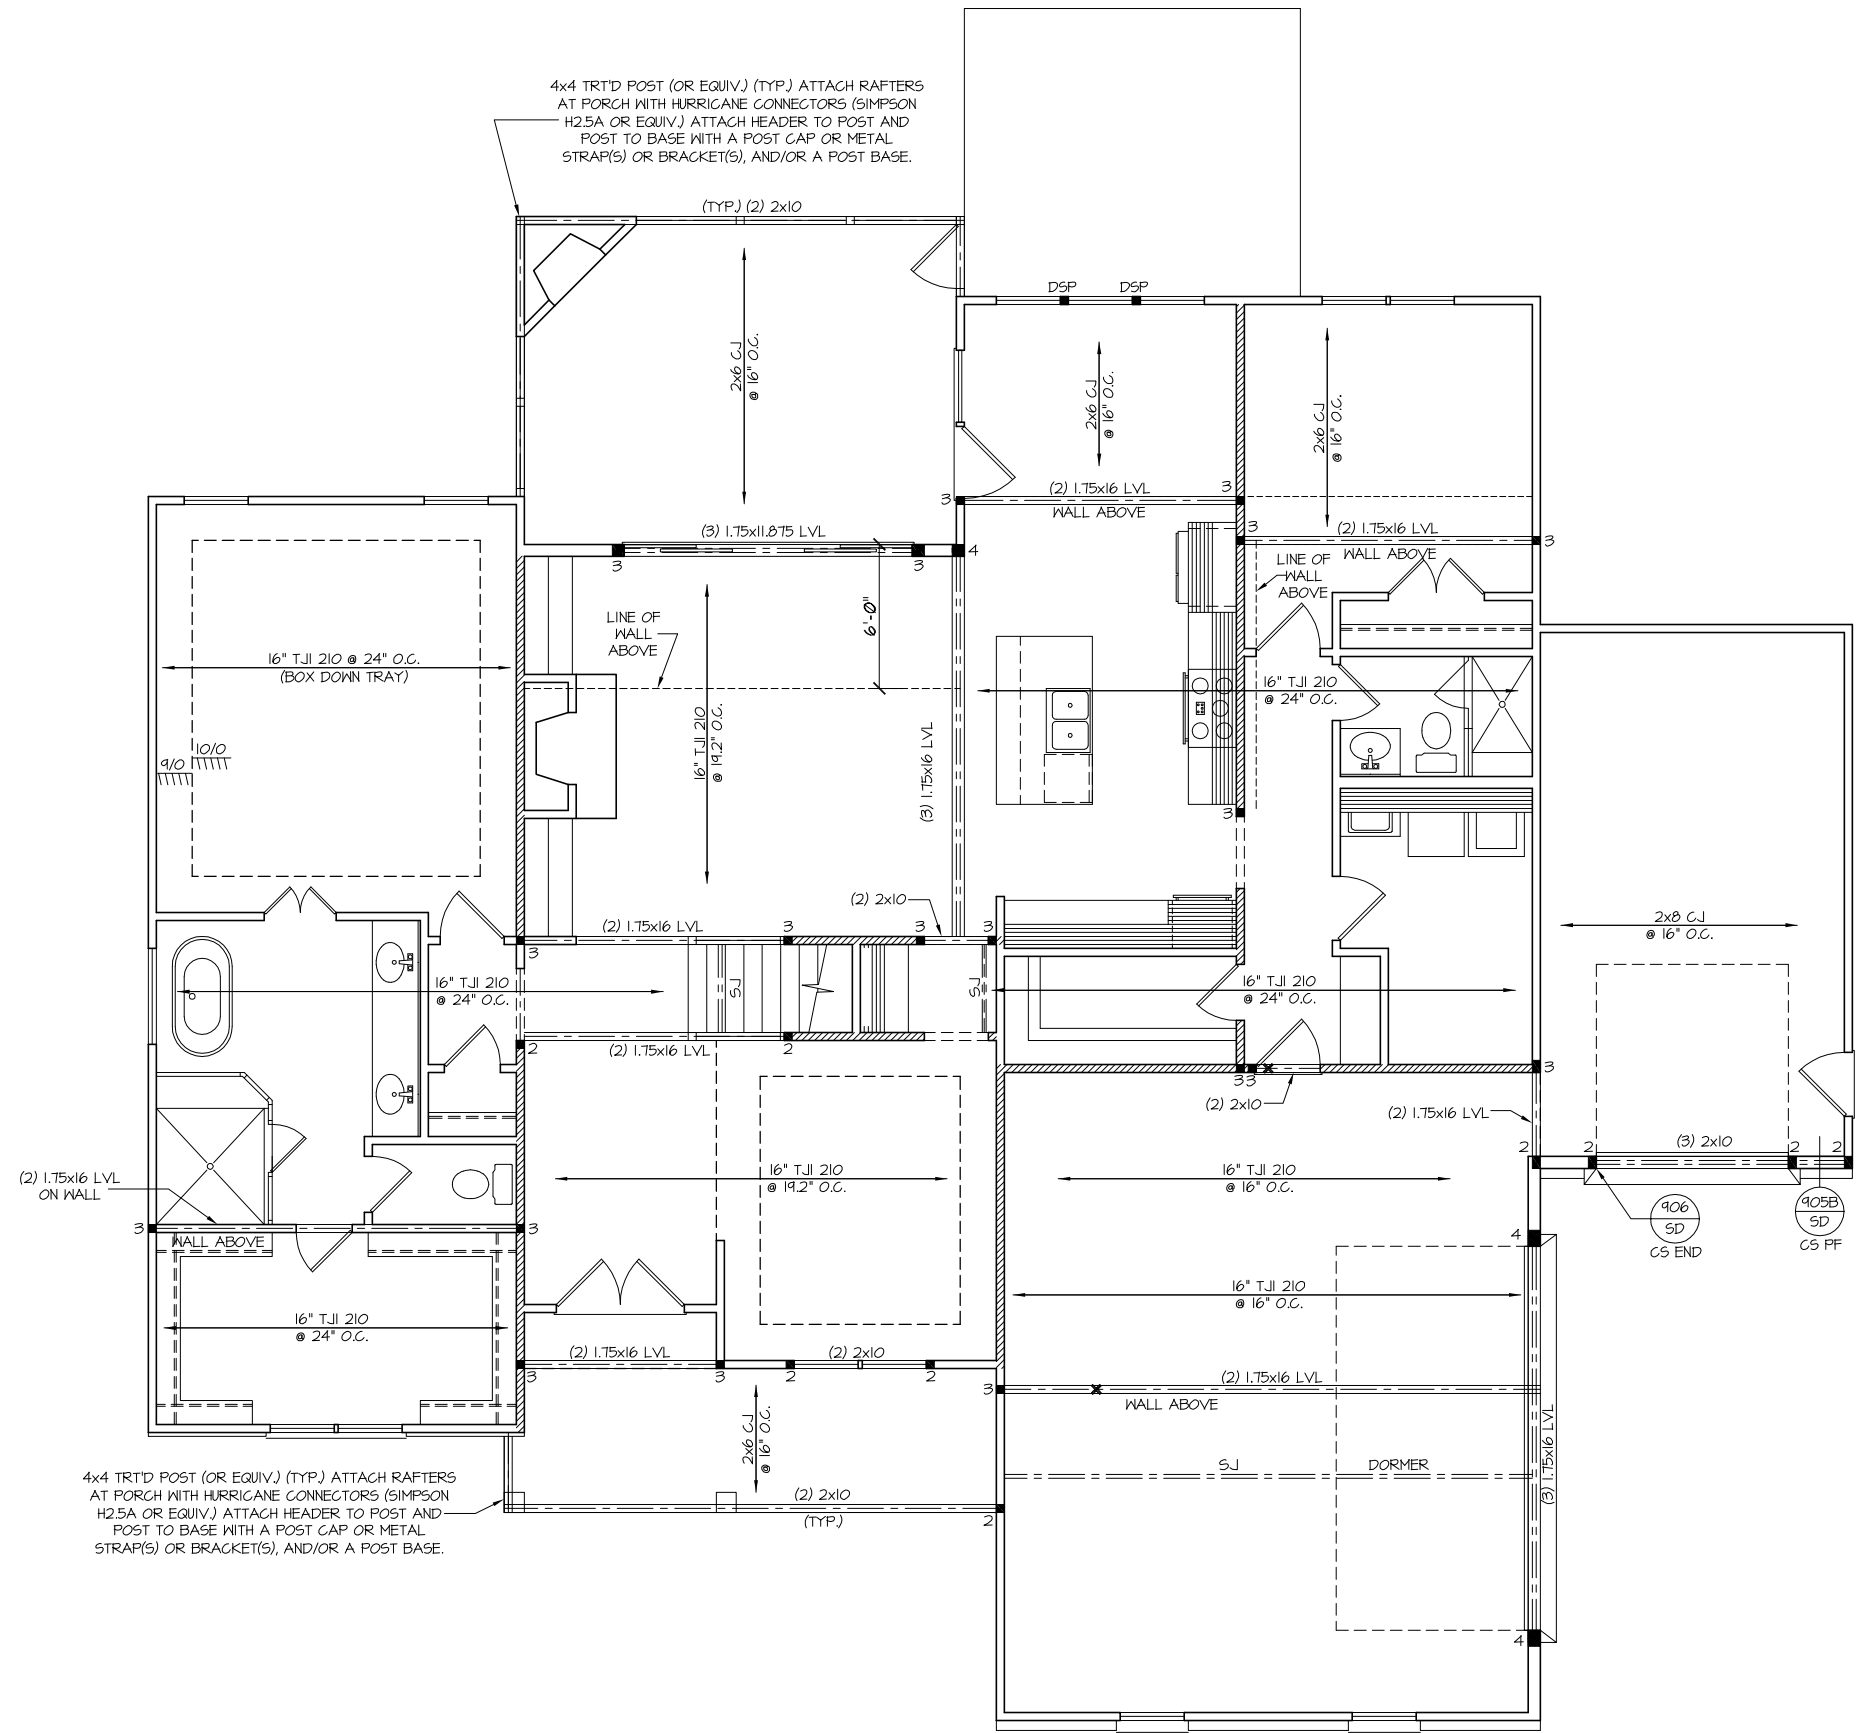 4x4 TRT'D POST (OR EQUIV.) (TYP.) ATTACH RAFTERS
AT PORCH WITH HURRICANE CONNECTORS (SIMPSON
H2.5A OR EQUIV.) ATTACH HEADER TO POST AND
POST TO BASE WITH A POST CAP OR METAL
STRAP(S) OR BRACKET(S), AND/OR A POST BASE.
(TYP.) (2) 2x10
DSP
DSP
2x6 CJ
@ 16" O.C.
2x6 CJ
@ 16" O.C.
2x6 CJ
@ 16" O.C.
(2) 1.75x16 LVL
3
3
WALL ABOVE
(3) 1.75x11.875 LVL
3
3
4
3
(2) 1.75x16 LVL
3
WALL ABOVE
LINE OF
WALL
ABOVE
6'-0"
LINE OF
WALL
ABOVE
16" TJI 210 @ 24" O.C.
(BOX DOWN TRAY)
16" TJI 210
@ 24" O.C.
16" TJI 210
@ 19.2" O.C.
(3) 1.75x16 LVL
10/0
9/0
3
(2) 2x10
(2) 1.75x16 LVL
3
3
3
3
2x8 CJ
@ 16" O.C.
16" TJI 210
@ 24" O.C.
SJ
SJ
16" TJI 210
@ 24" O.C.
2
(2) 1.75x16 LVL
2
33
3
(2) 2x10
(2) 1.75x16 LVL
2
2
(3) 2x10
2
2
16" TJI 210
@ 19.2" O.C.
16" TJI 210
@ 16" O.C.
(2) 1.75x16 LVL
ON WALL
906
SD
CS END
905B
SD
CS PF
3
3
WALL ABOVE
4
16" TJI 210
@ 16" O.C.
16" TJI 210
@ 24" O.C.
(2) 1.75x16 LVL
3
3
(2) 2x10
2
2
3
(2) 1.75x16 LVL
WALL ABOVE
2x6 CJ
@ 16" O.C.
(3) 1.75x16 LVL
SJ
DORMER
4x4 TRT'D POST (OR EQUIV.) (TYP.) ATTACH RAFTERS
AT PORCH WITH HURRICANE CONNECTORS (SIMPSON
H2.5A OR EQUIV.) ATTACH HEADER TO POST AND
POST TO BASE WITH A POST CAP OR METAL
STRAP(S) OR BRACKET(S), AND/OR A POST BASE.
(2) 2x10
(TYP.)
2
4